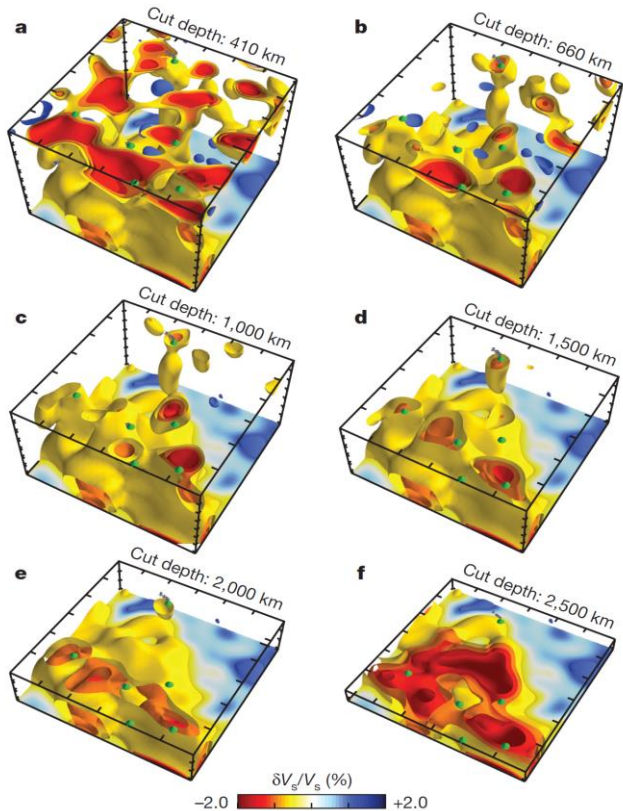 a
Cut depth: 410 km
b
Cut depth: 660 km
c
Cut depth: 1,000 km
d
Cut depth: 1,500 km
e
Cut depth: 2,000 km
f
Cut depth: 2,500 km
δVs/Vs (%)
−2.0
+2.0